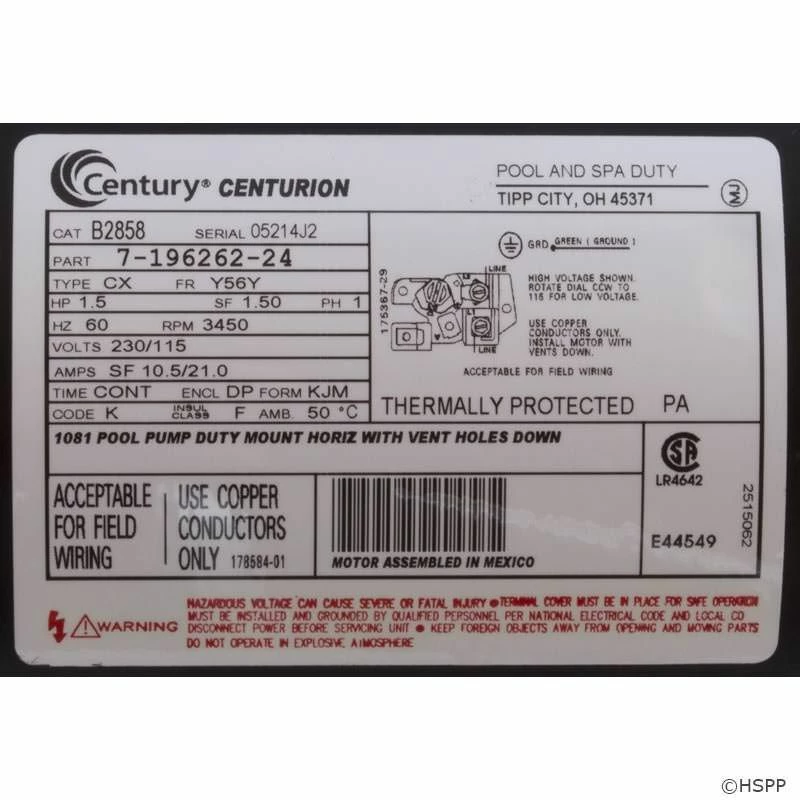 Century® CENTURION
POOL AND SPA DUTY
TIPP CITY, OH 45371
MJ
CAT B2858 SERIAL 05214J2
PART 7-196262-24
TYPE CX FR Y56Y
HP 1.5 SF 1.50 PH 1
HZ 60 RPM 3450
VOLTS 230/115
AMPS SF 10.5/21.0
TIME CONT ENCL DP FORM KJM
CODE K INSUL CLASS F AMB. 50 °C
GRD GREEN ( GROUND )
175367-29
LINE
L1
LINE
HIGH VOLTAGE SHOWN.
ROTATE DIAL CCW TO
115 FOR LOW VOLTAGE.
USE COPPER
CONDUCTORS ONLY.
INSTALL MOTOR WITH
VENTS DOWN.
ACCEPTABLE FOR FIELD WIRING
THERMALLY PROTECTED PA
1081 POOL PUMP DUTY MOUNT HORIZ WITH VENT HOLES DOWN
ACCEPTABLE
FOR FIELD
WIRING
USE COPPER
CONDUCTORS
ONLY 178584-01
MOTOR ASSEMBLED IN MEXICO
SA
LR4642
E44549
2515062
WARNING
HAZARDOUS VOLTAGE CAN CAUSE SEVERE OR FATAL INJURY ● TERMINAL COVER MUST BE IN PLACE FOR SAFE OPERATION
MUST BE INSTALLED AND GROUNDED BY QUALIFIED PERSONNEL PER NATIONAL ELECTRICAL CODE AND LOCAL CO
DISCONNECT POWER BEFORE SERVICING UNIT ● KEEP FOREIGN OBJECTS AWAY FROM OPENING AND MOVING PARTS
DO NOT OPERATE IN EXPLOSIVE ATMOSPHERE
©HSPP